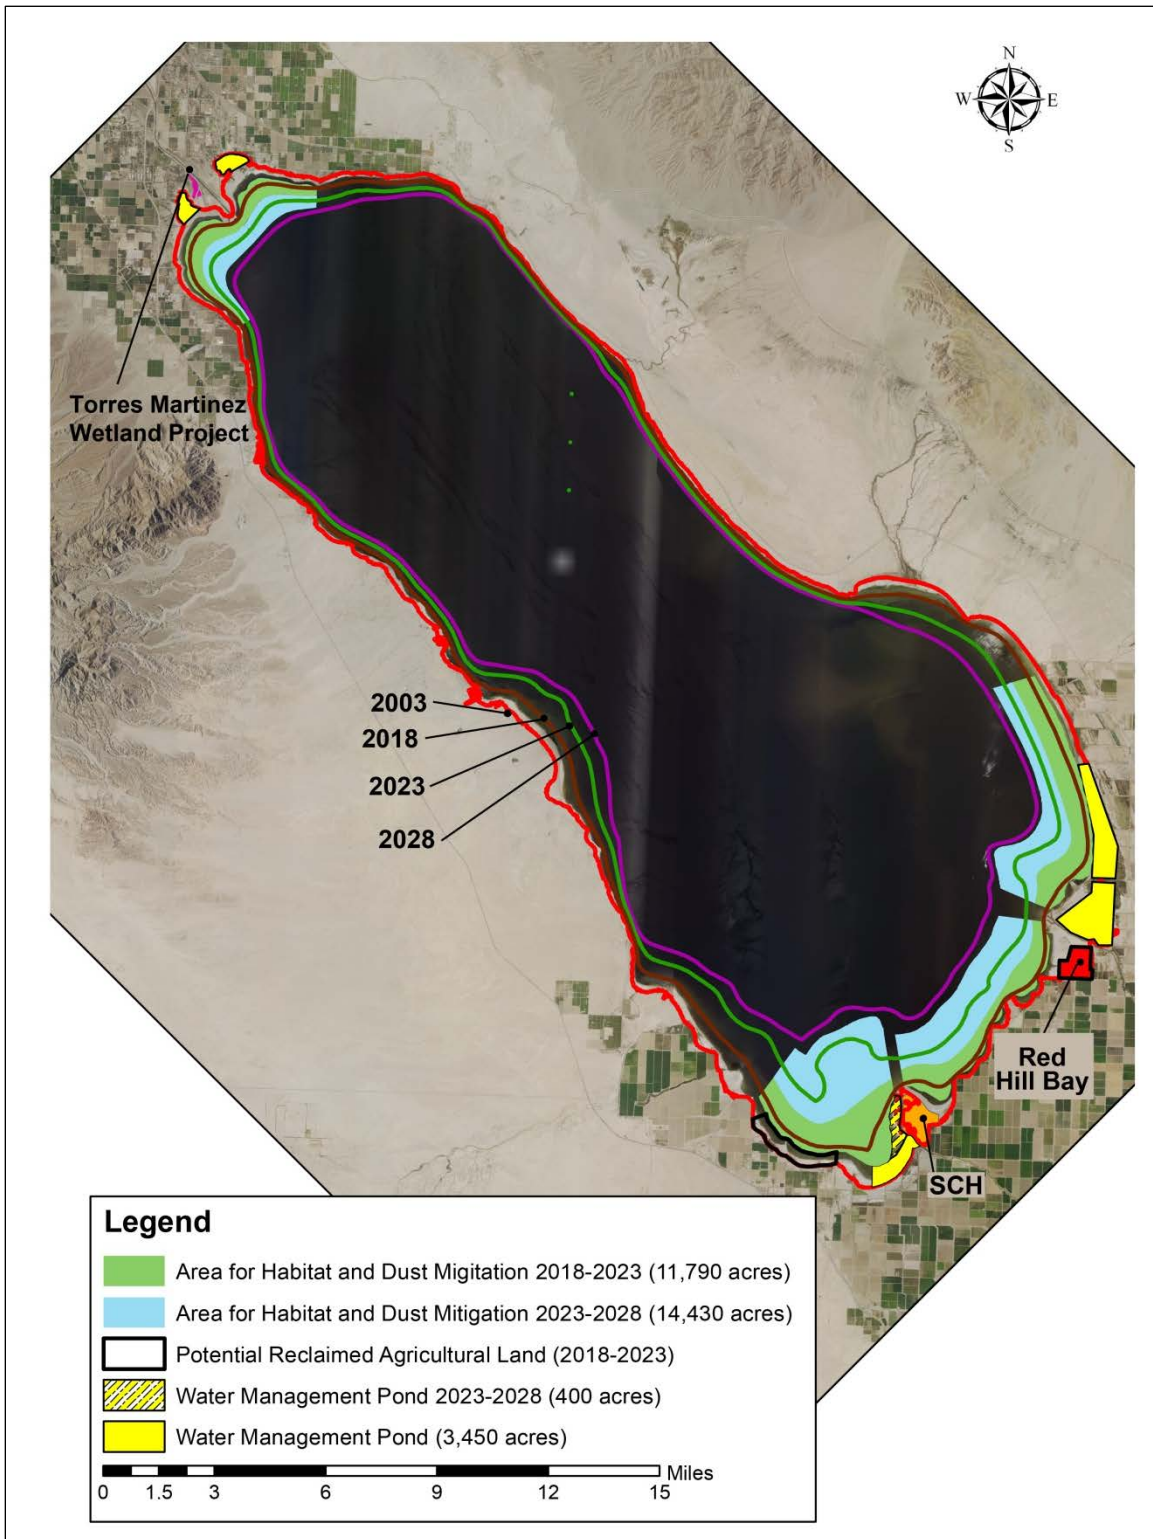 N
W E
S
Torres Martinez
Wetland Project
2003
2018
2023
2028
Red
Hill Bay
SCH
Legend
Area for Habitat and Dust Migitation 2018-2023 (11,790 acres)
Area for Habitat and Dust Mitigation 2023-2028 (14,430 acres)
Potential Reclaimed Agricultural Land (2018-2023)
Water Management Pond 2023-2028 (400 acres)
Water Management Pond (3,450 acres)
Miles
0 1.5 3 6 9 12 15